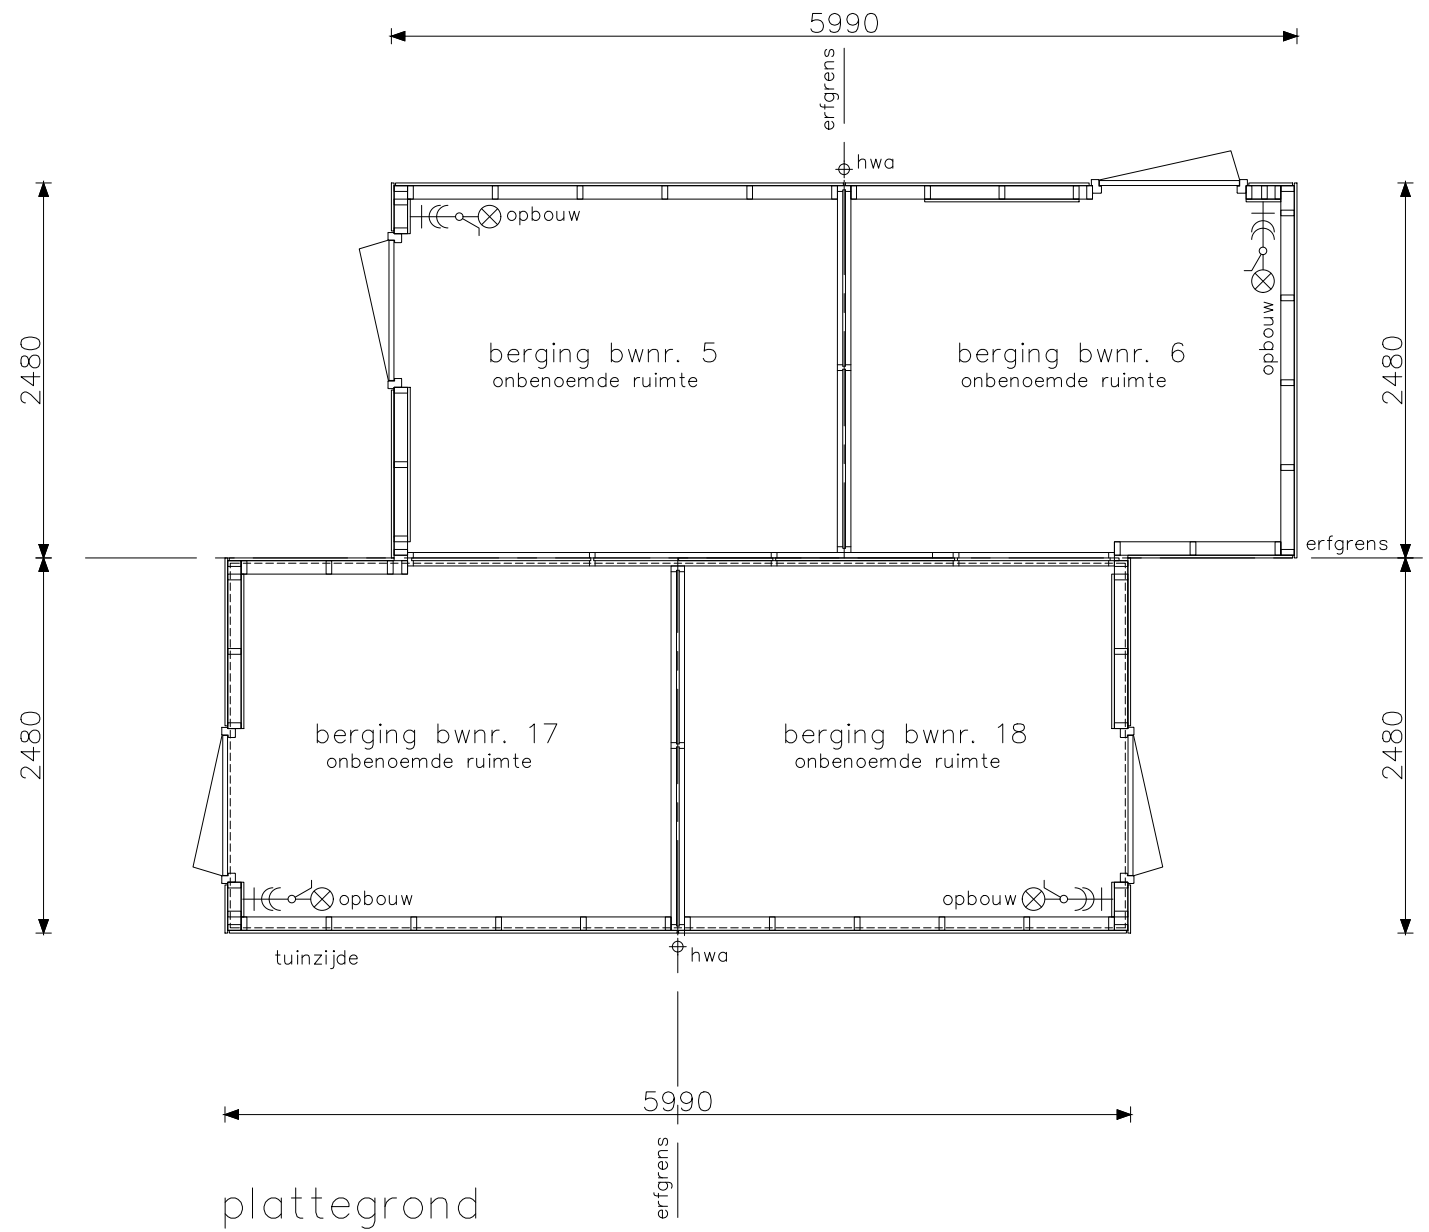 5990
erfgrens
hwa
opbouw
2480
berging bwnr. 5
onbenoemde ruimte
berging bwnr. 6
onbenoemde ruimte
opbouw
2480
erfgrens
2480
berging bwnr. 17
onbenoemde ruimte
berging bwnr. 18
onbenoemde ruimte
2480
opbouw
opbouw
tuinzijde
hwa
5990
erfgrens
plattegrond